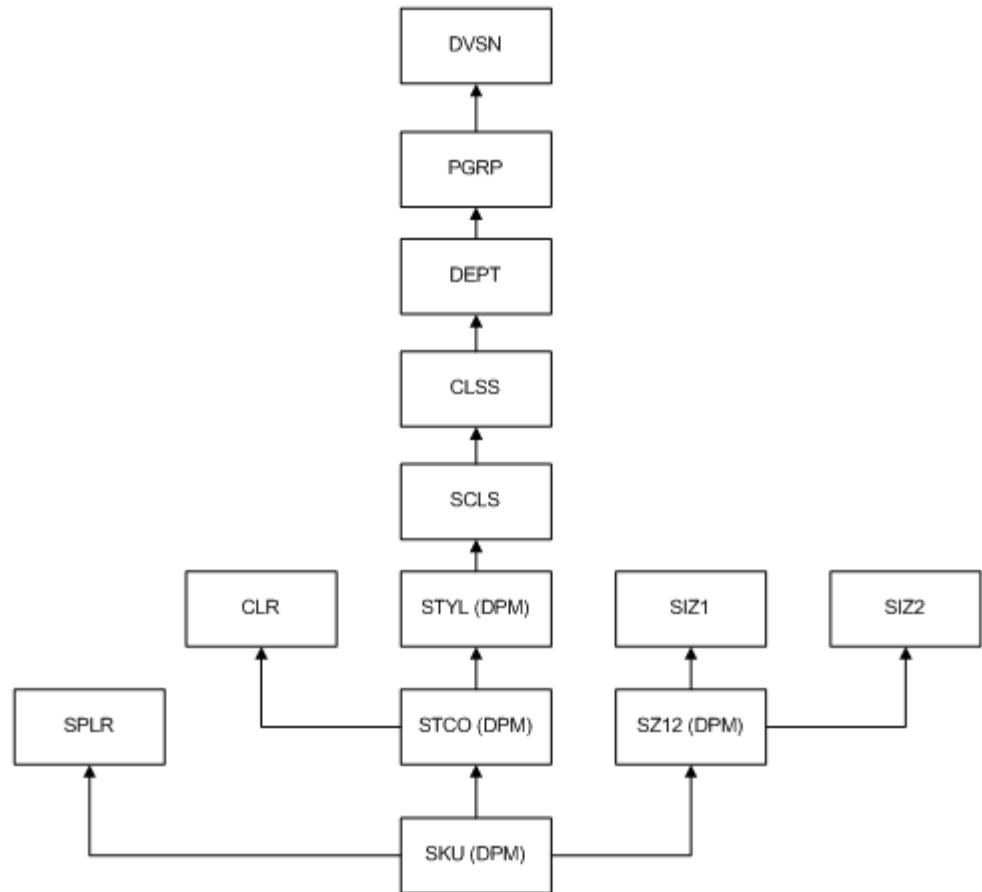 DVSN
PGRP
DEPT
CLSS
SCLS
CLR
STYL (DPM)
SIZ1
SIZ2
SPLR
STCO (DPM)
SZ12 (DPM)
SKU (DPM)